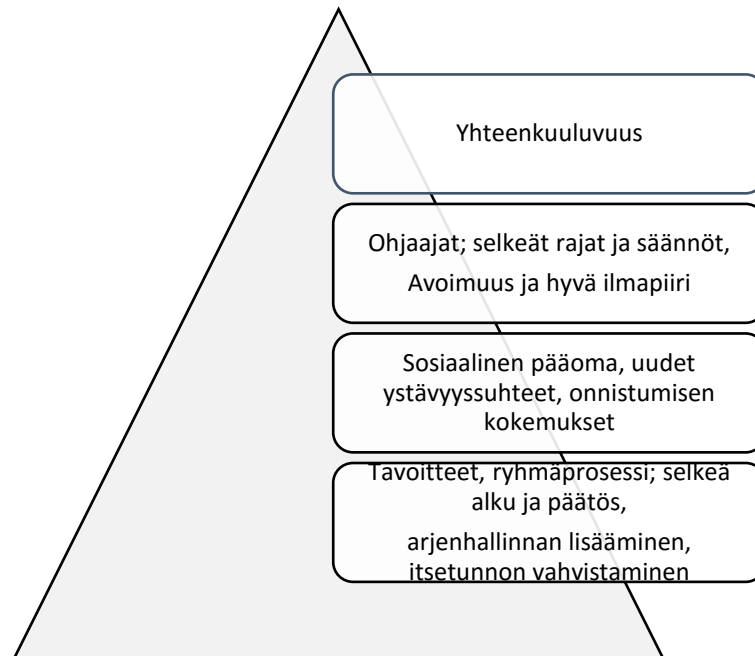 Yhteenkuuluvuus
Ohjaajat; selkeät rajat ja säännöt,
Avoimuus ja hyvä ilmapiiri
Sosiaalinen pääoma, uudet
ystävyyssuhteet, onnistumisen
kokemukset
Tavoitteet, ryhmäprosessi; selkeä
alku ja päätös,
arjenhallinnan lisääminen,
itsetunnon vahvistaminen